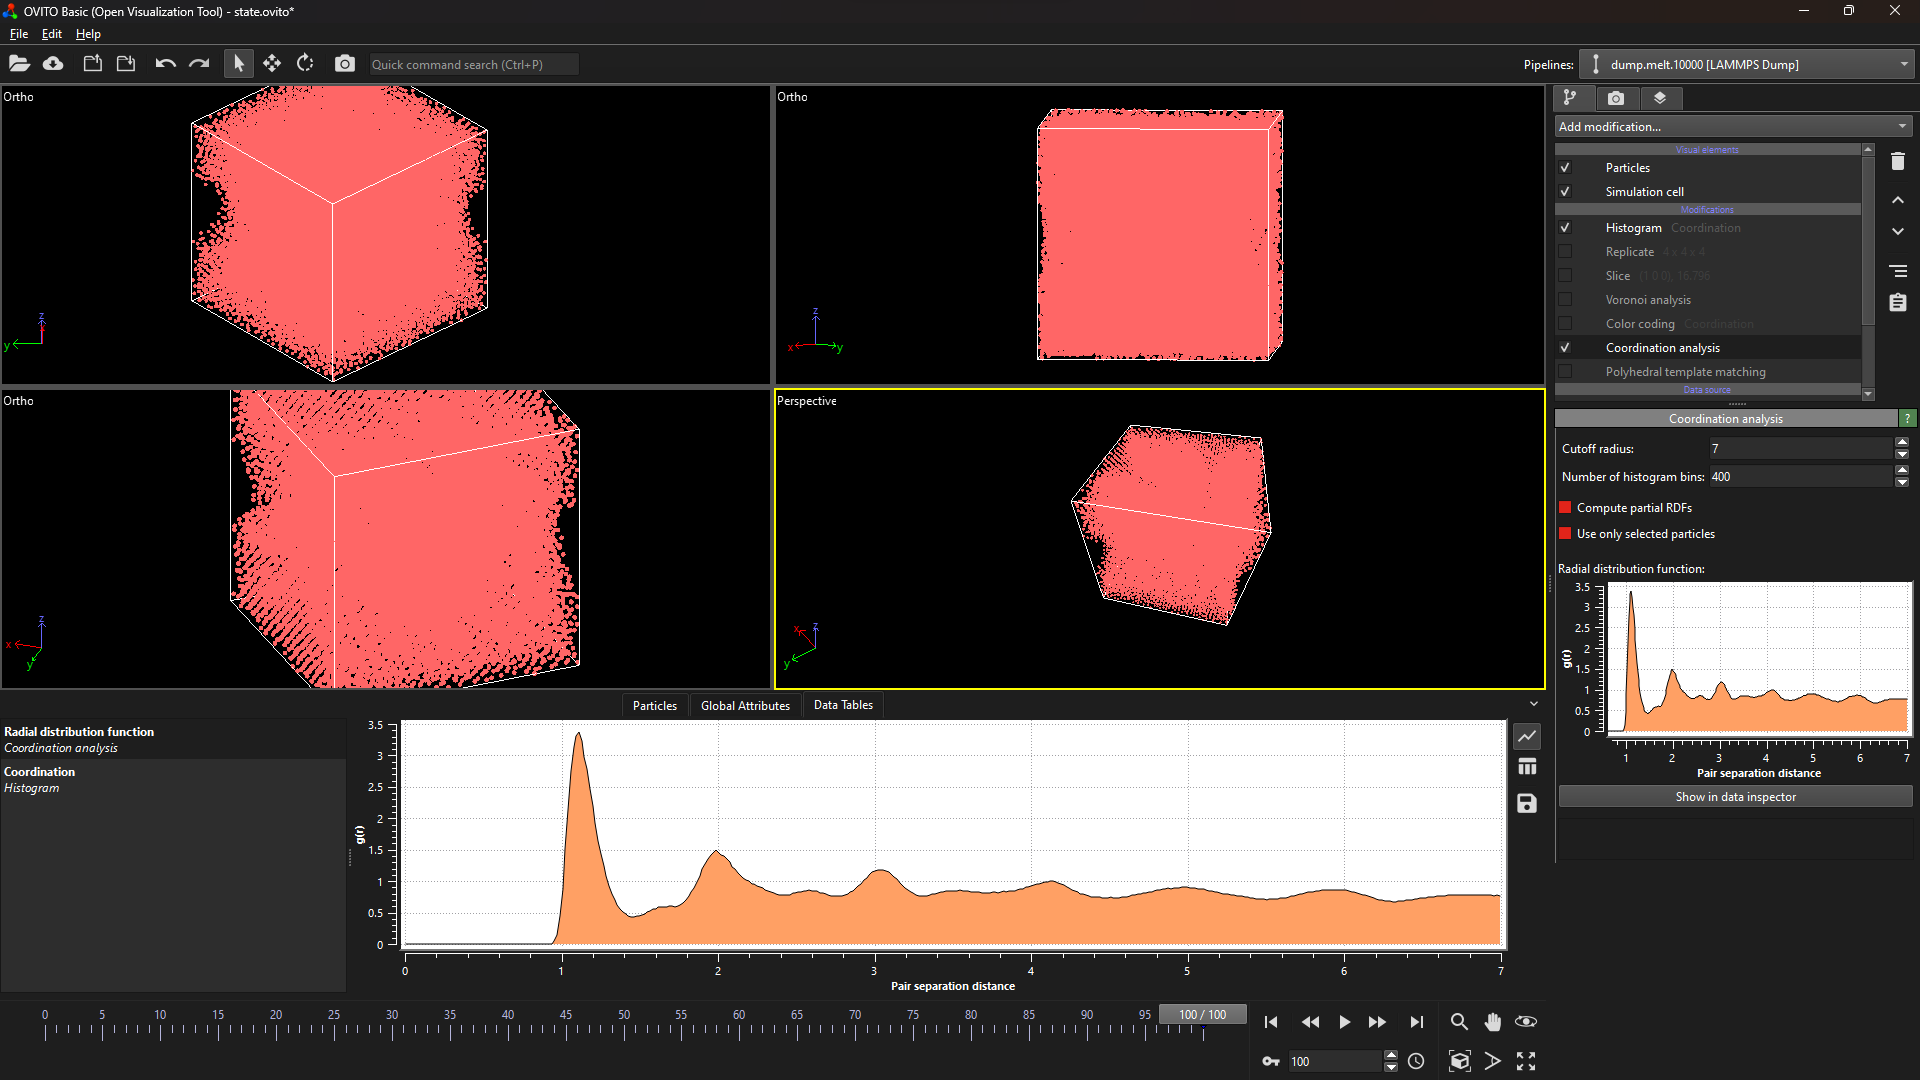 OVITO Basic (Open Visualization Tool) - state.ovito*
File Edit Help
Quick command search (Ctrl+P)
Pipelines: dump.melt.10000 [LAMMPS Dump]
Ortho
z
y
Ortho
z
x
y
Ortho
z
x
y
Perspective
x
z
y
Add modification...
Visual elements
Particles
Simulation cell
Modifications
Histogram Coordination
Replicate 4 x 4 x 4
Slice (1 0 0), 16.796
Voronoi analysis
Color coding Coordination
Coordination analysis
Polyhedral template matching
Data source
Coordination analysis ?
Cutoff radius: 7
Number of histogram bins: 400
Compute partial RDFs
Use only selected particles
Radial distribution function:
3.5
3
2.5
2
1.5
1
0.5
0
g(r)
1 2 3 4 5 6 7
Pair separation distance
Show in data inspector
Particles Global Attributes Data Tables
Radial distribution function
Coordination analysis
Coordination
Histogram
3.5
3
2.5
2
1.5
1
0.5
0
g(r)
0 1 2 3 4 5 6 7
Pair separation distance
0 5 10 15 20 25 30 35 40 45 50 55 60 65 70 75 80 85 90 95 100 / 100
100